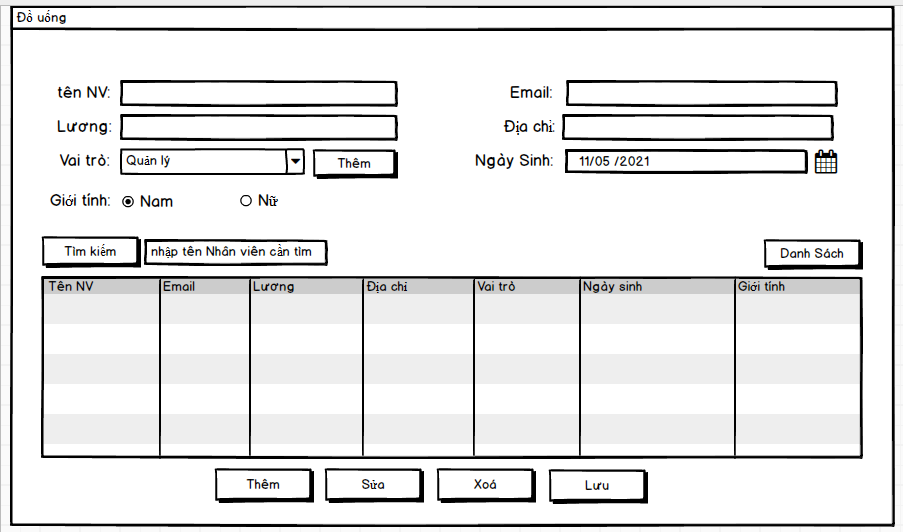 Đồ uống
tên NV:
Email:
Lương:
Địa chỉ:
Vai trò: Quản lý Thêm
Ngày Sinh: 11/05 /2021
Giới tính: Nam Nữ
Tìm kiếm nhập tên Nhân viên cần tìm Danh Sách
Tên NV Email Lương Địa chỉ Vai trò Ngày sinh Giới tính
Thêm Sửa Xoá Lưu